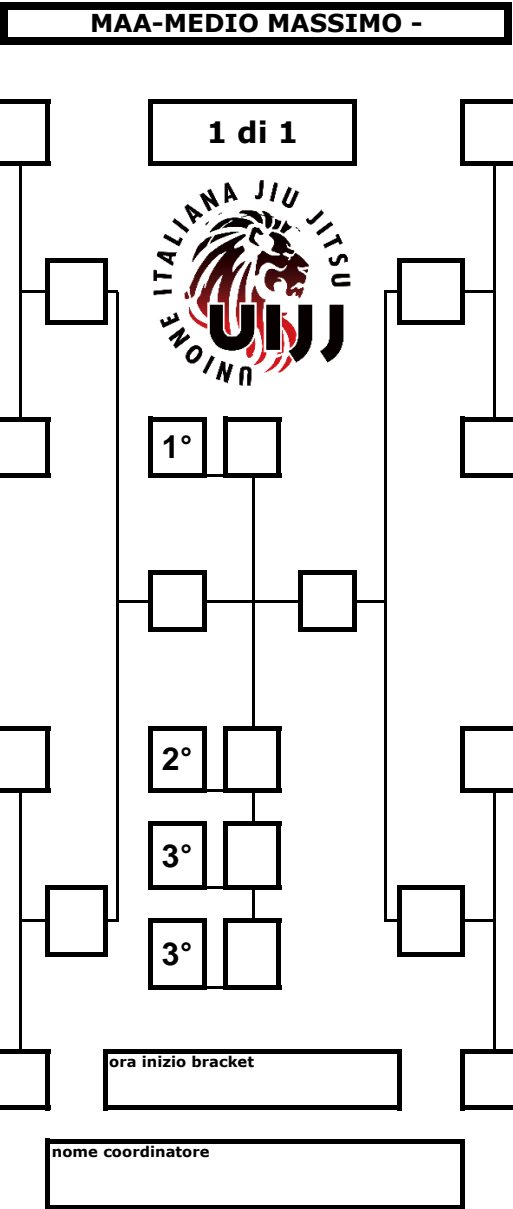 MAA-MEDIO MASSIMO -
1 di 1
UNIONE ITALIANA JIU JITSU
UIJJ
1°
2°
3°
3°
ora inizio bracket
nome coordinatore